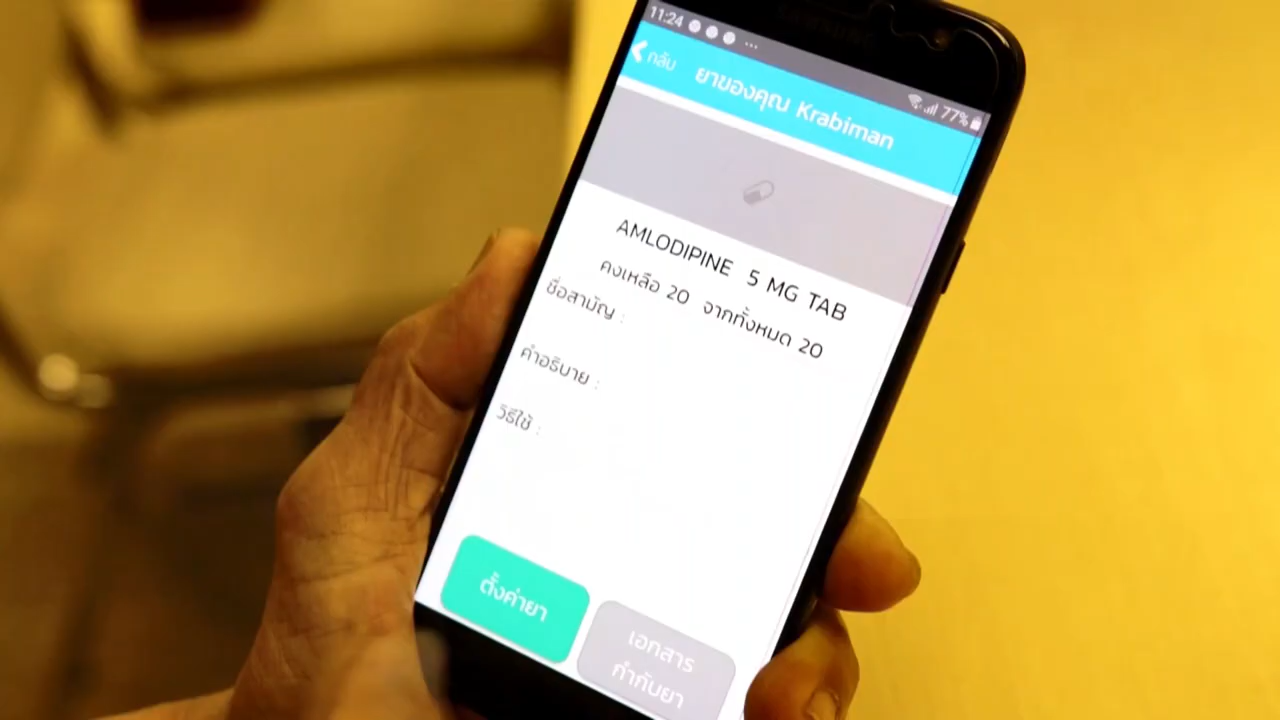 11:24
77%
กลับ ยาของคุณ Krabiman
AMLODIPINE 5 MG TAB
คงเหลือ 20 จากทั้งหมด 20
ชื่อสามัญ :
คำอธิบาย :
วิธีใช้ :
ตั้งค่ายา
เอกสาร
กำกับยา